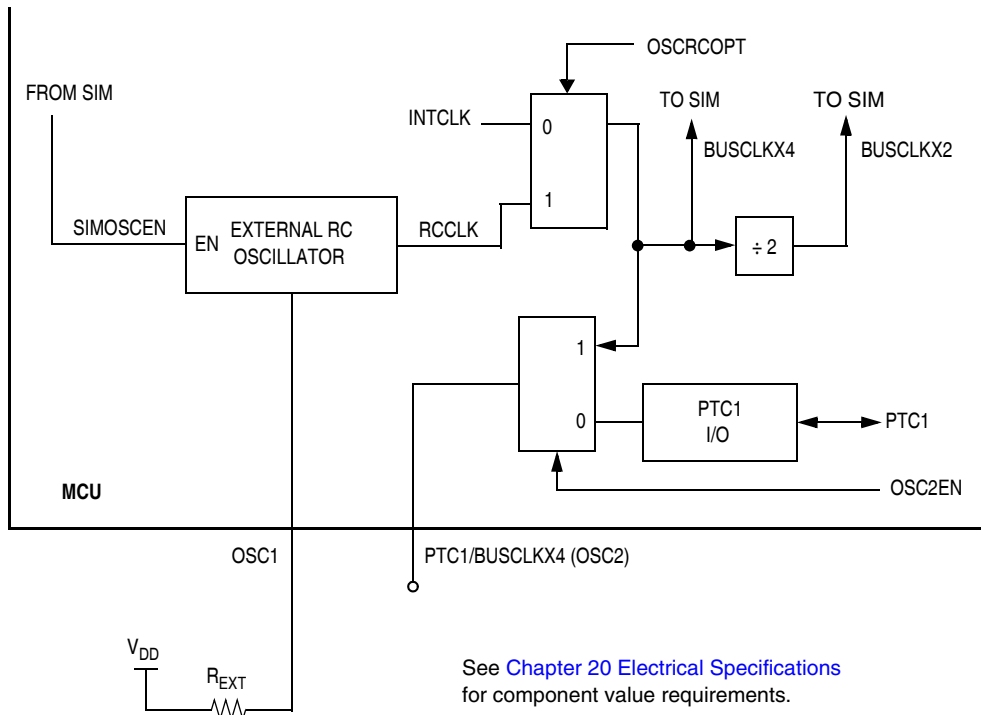 OSCRCOPT
FROM SIM
TO SIM
TO SIM
INTCLK
0
BUSCLKX4
BUSCLKX2
1
SIMOSCEN
EN
EXTERNAL RC
OSCILLATOR
RCCLK
÷ 2
1
0
PTC1
I/O
PTC1
OSC2EN
MCU
OSC1
PTC1/BUSCLKX4 (OSC2)
VDD
REXT
See Chapter 20 Electrical Specifications
for component value requirements.